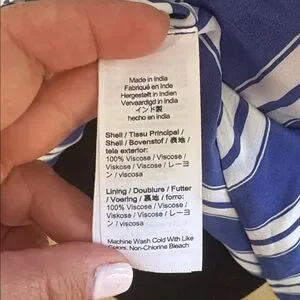 Made in India
Fabriqué en Inde
Hergestellt in Indien
Vervaardigd in India
インド製
hecho en indio
Shell / Tissu Principal /
Shell / Bovenstof / 表地 /
tela exterior:
100% Viscose / Viscose /
Viskose / Viscose / レーヨ
ン / viscosa
Lining / Doublure / Futter
/ Voering / 裏地 / forro:
100% Viscose / Viscose /
Viskose / Viscose / レーヨ
ン / viscosa
Machine Wash Cold With Like
Colors. Non-Chlorine Bleach